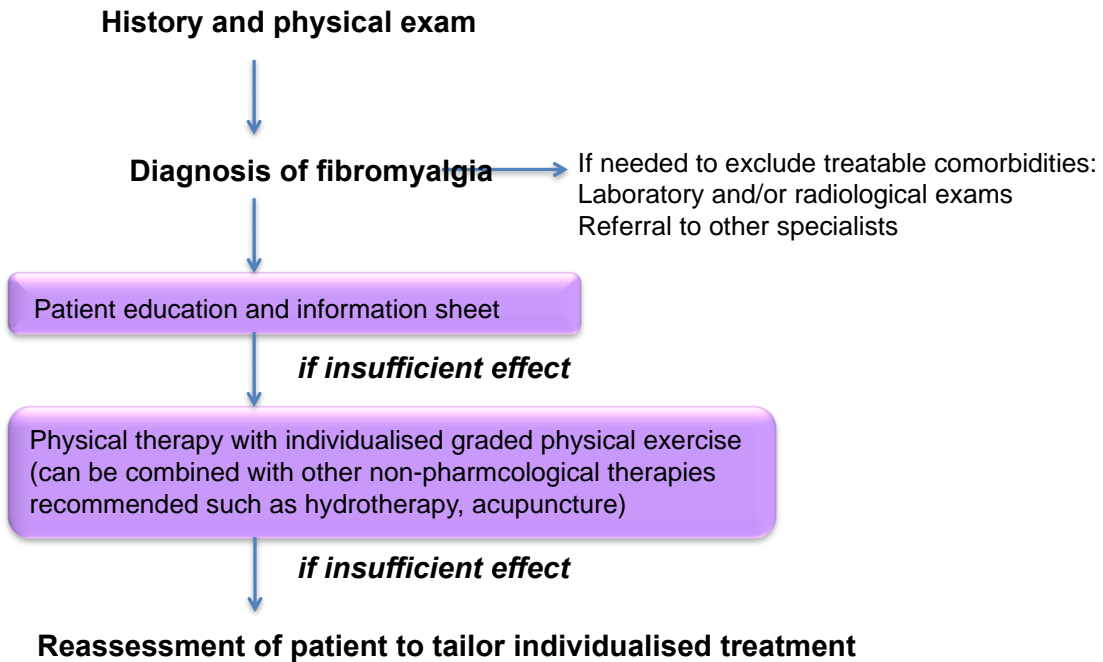 History and physical exam
Diagnosis of fibromyalgia
If needed to exclude treatable comorbidities:
Laboratory and/or radiological exams
Referral to other specialists
Patient education and information sheet
if insufficient effect
Physical therapy with individualised graded physical exercise
(can be combined with other non-pharmcological therapies
recommended such as hydrotherapy, acupuncture)
if insufficient effect
Reassessment of patient to tailor individualised treatment